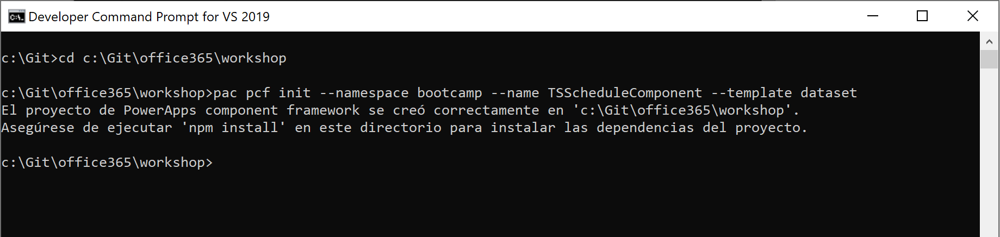 Developer Command Prompt for VS 2019
c:\Git>cd c:\Git\office365\workshop
c:\Git\office365\workshop>pac pcf init --namespace bootcamp --name TSScheduleComponent --template dataset
El proyecto de PowerApps component framework se creó correctamente en 'c:\Git\office365\workshop'.
Asegúrese de ejecutar 'npm install' en este directorio para instalar las dependencias del proyecto.
c:\Git\office365\workshop>